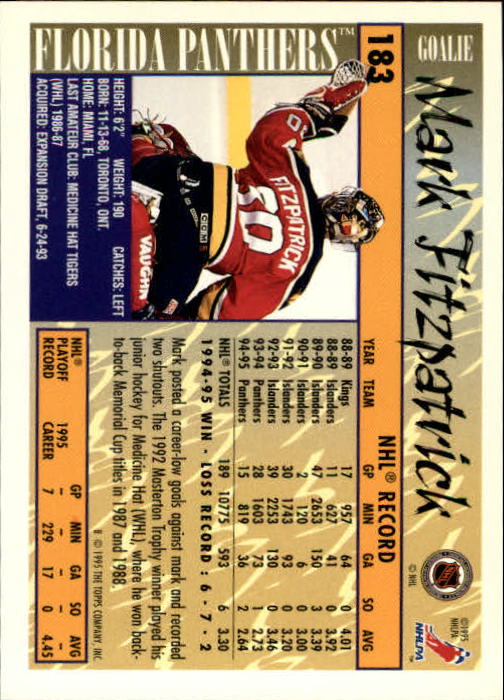 FLORIDA PANTHERS™
GOALIE
183
Mark Fitzpatrick
© NHL
©1995
NHLPA
NHLPA™
NHL
FITZPATRICK
30
30
CCM
VAUGHN
HEIGHT: 6'2" WEIGHT: 190 CATCHES: LEFT
BORN: 11-13-68, TORONTO, ONT.
HOME: MIAMI, FL
LAST AMATEUR CLUB: MEDICINE HAT TIGERS
(WHL) 1986-87
ACQUIRED: EXPANSION DRAFT, 6-24-93
NHL® RECORD
YEAR TEAM GP MIN GA SO AVG
88-89 Kings 17 957 64 0 4.01
88-89 Islanders 11 627 41 0 3.92
89-90 Islanders 47 2653 150 3 3.39
90-91 Islanders 2 120 6 0 3.00
91-92 Islanders 30 1743 93 0 3.20
92-93 Islanders 39 2253 130 0 3.46
93-94 Panthers 28 1603 73 1 2.73
94-95 Panthers 15 819 36 2 2.64
NHL® TOTALS 189 10775 593 6 3.30
1994-95 WIN - LOSS RECORD: 6 - 7 - 2
Mark posted a career-low goals against mark and recorded
two shutouts. The 1992 Masterton Trophy winner played his
junior hockey for Medicine Hat (WHL), where he won back-
to-back Memorial Cup titles in 1987 and 1988.
B © 1995 THE TOPPS COMPANY, INC.
NHL® PLAYOFF RECORD GP MIN GA SO AVG
1995 – – – – –
CAREER 7 229 17 0 4.45